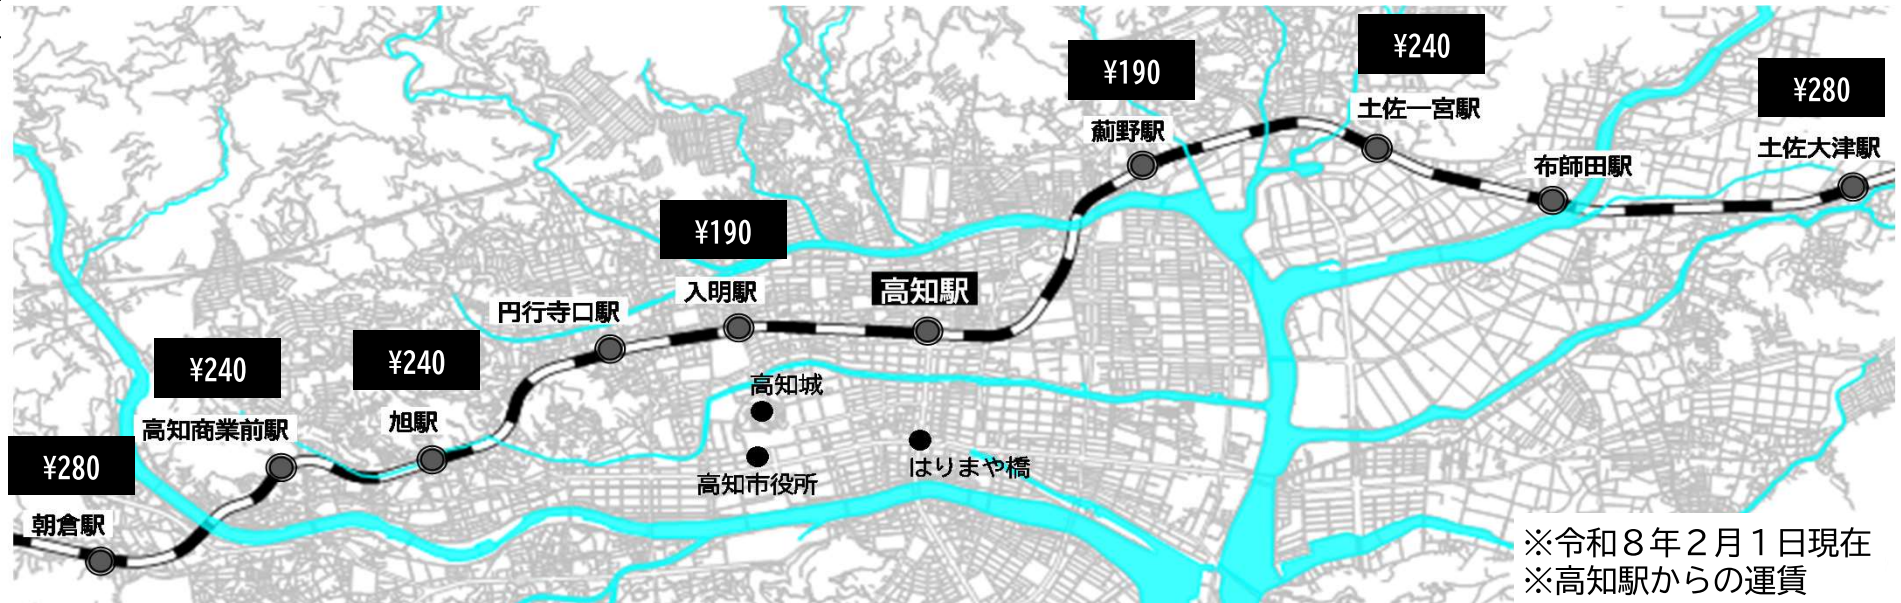 ¥240
¥190
¥280
土佐一宮駅
薊野駅
土佐大津駅
布師田駅
¥190
高知駅
入明駅
円行寺口駅
¥240
¥240
高知城
旭駅
高知商業前駅
¥280
はりまや橋
高知市役所
朝倉駅
※令和８年２月１日現在
※高知駅からの運賃